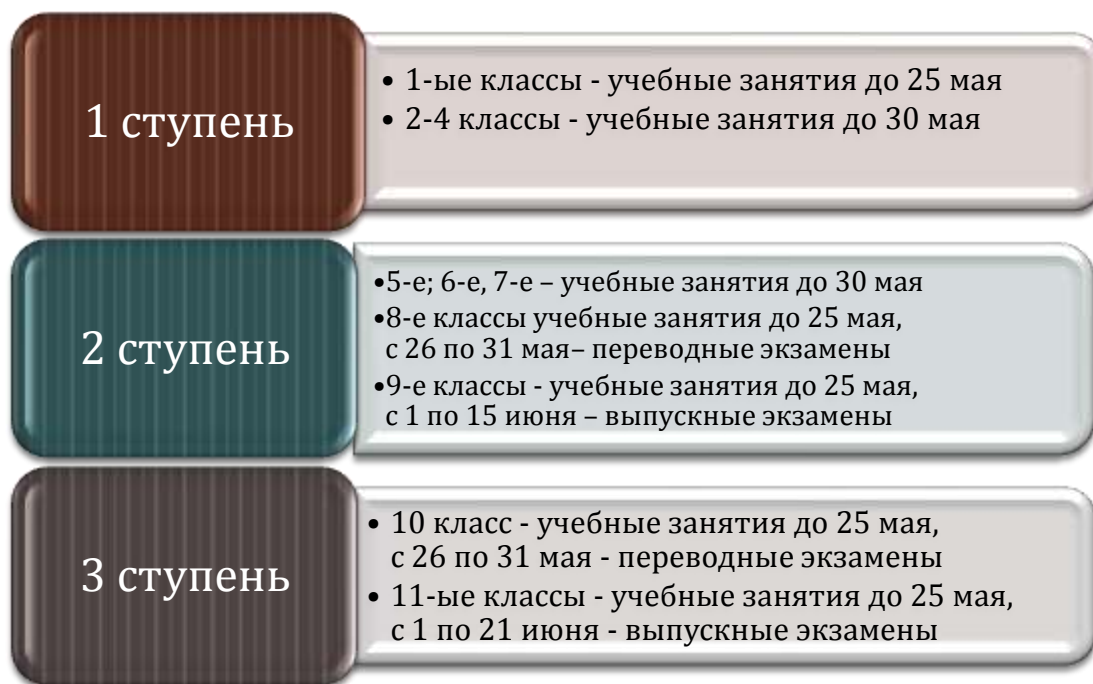 1 ступень
• 1-ые классы - учебные занятия до 25 мая
• 2-4 классы - учебные занятия до 30 мая
2 ступень
•5-е; 6-е, 7-е – учебные занятия до 30 мая
•8-е классы учебные занятия до 25 мая,
с 26 по 31 мая– переводные экзамены
•9-е классы - учебные занятия до 25 мая,
с 1 по 15 июня – выпускные экзамены
3 ступень
• 10 класс - учебные занятия до 25 мая,
с 26 по 31 мая - переводные экзамены
• 11-ые классы - учебные занятия до 25 мая,
с 1 по 21 июня - выпускные экзамены